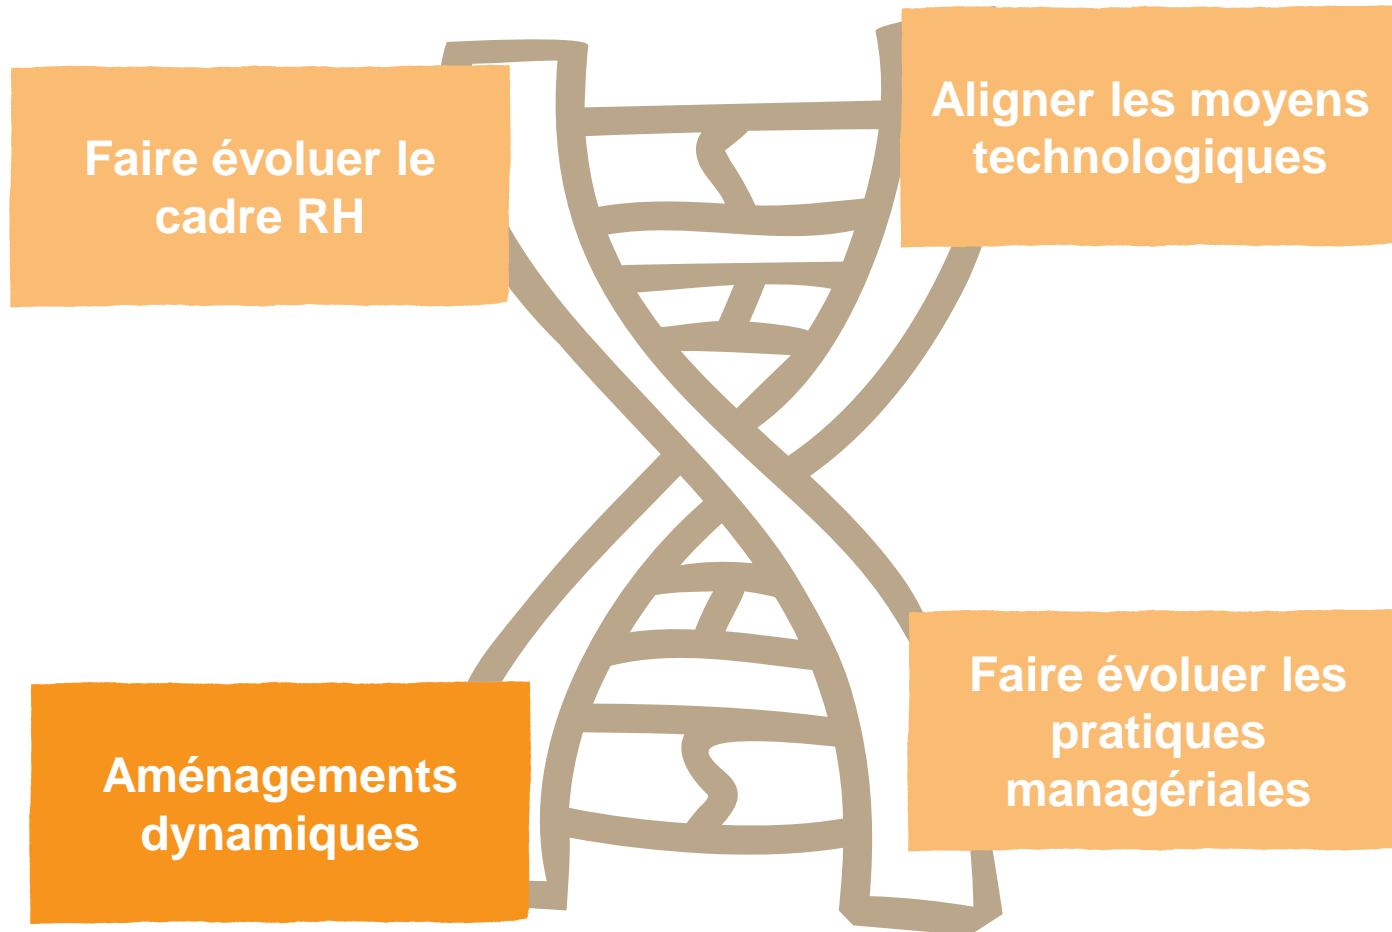 Faire évoluer le
cadre RH
Aligner les moyens
technologiques
Aménagements
dynamiques
Faire évoluer les
pratiques
managériales